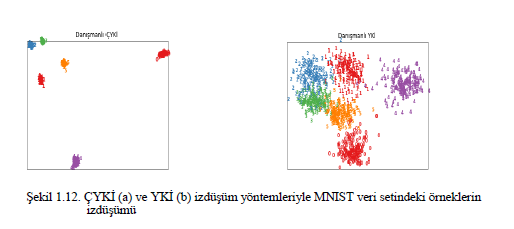 Danışmanlı ÇYKİ
Danışmanlı YKİ
Şekil 1.12. ÇYKİ (a) ve YKİ (b) izdüşüm yöntemleriyle MNIST veri setindeki örneklerin
izdüşümü